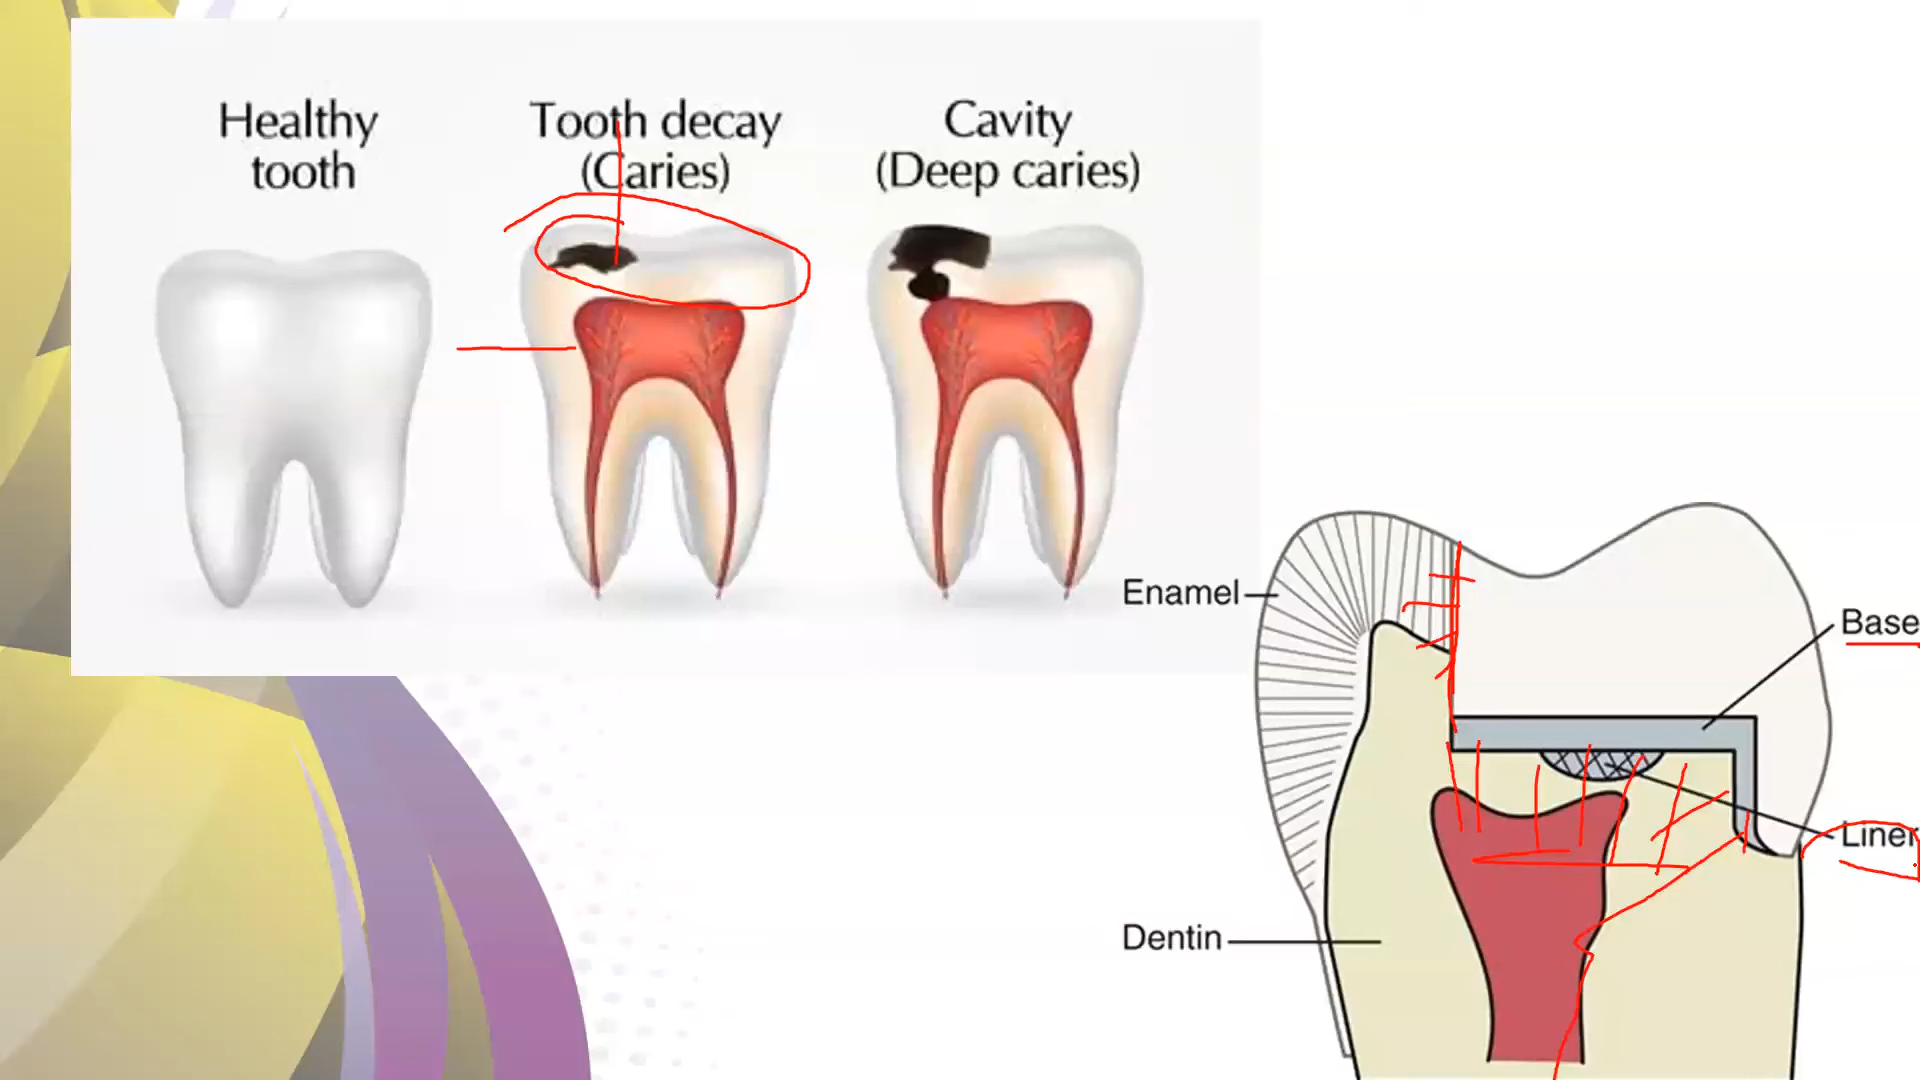 Healthy
tooth
Tooth decay
(Caries)
Cavity
(Deep caries)
Enamel
Base
Liner
Dentin